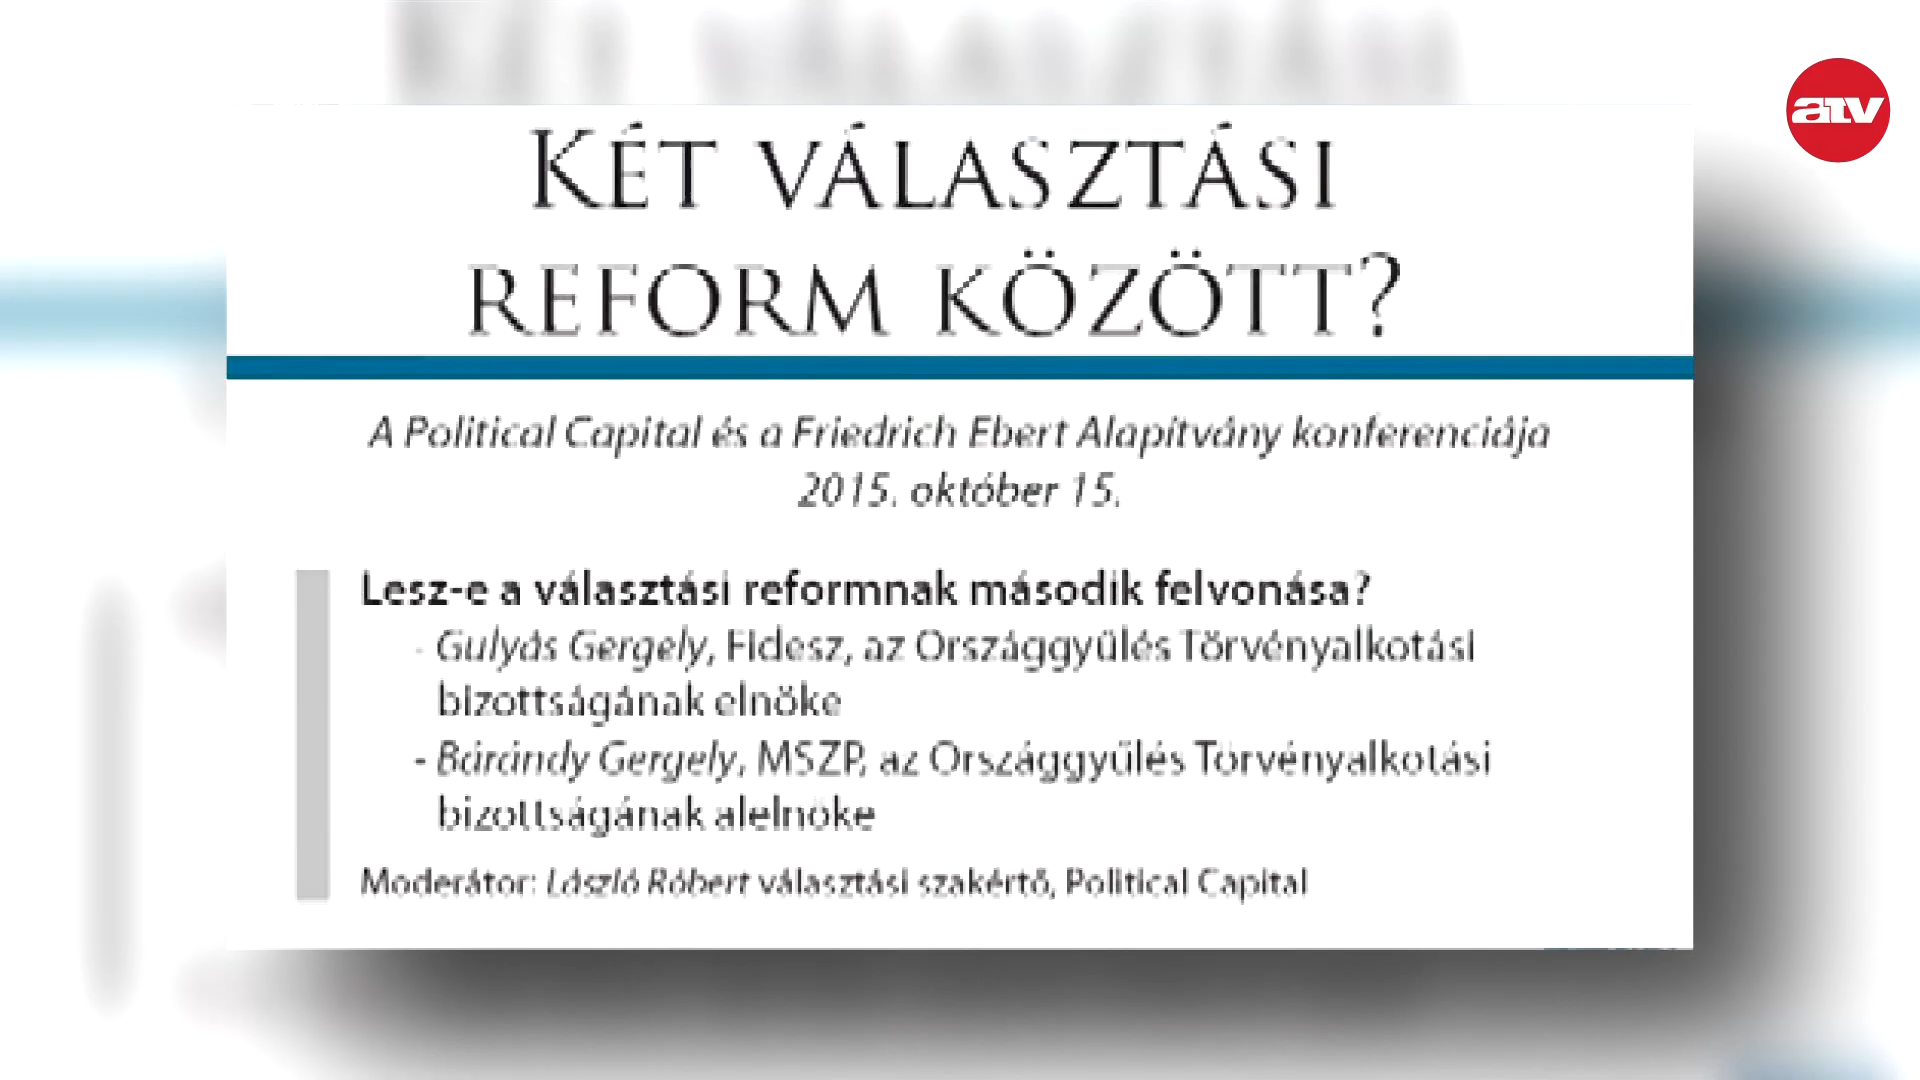 atv
KÉT VÁLASZTÁSI
REFORM KÖZÖTT?
A Political Capital és a Friedrich Ebert Alapítvány konferenciája
2015. október 15.
Lesz-e a választási reformnak második felvonása?
- Gulyás Gergely, Fidesz, az Országgyűlés Törvényalkotási
bizottságának elnöke
- Bárándy Gergely, MSZP, az Országgyűlés Törvényalkotási
bizottságának alelnöke
Moderátor: László Róbert választási szakértő, Political Capital